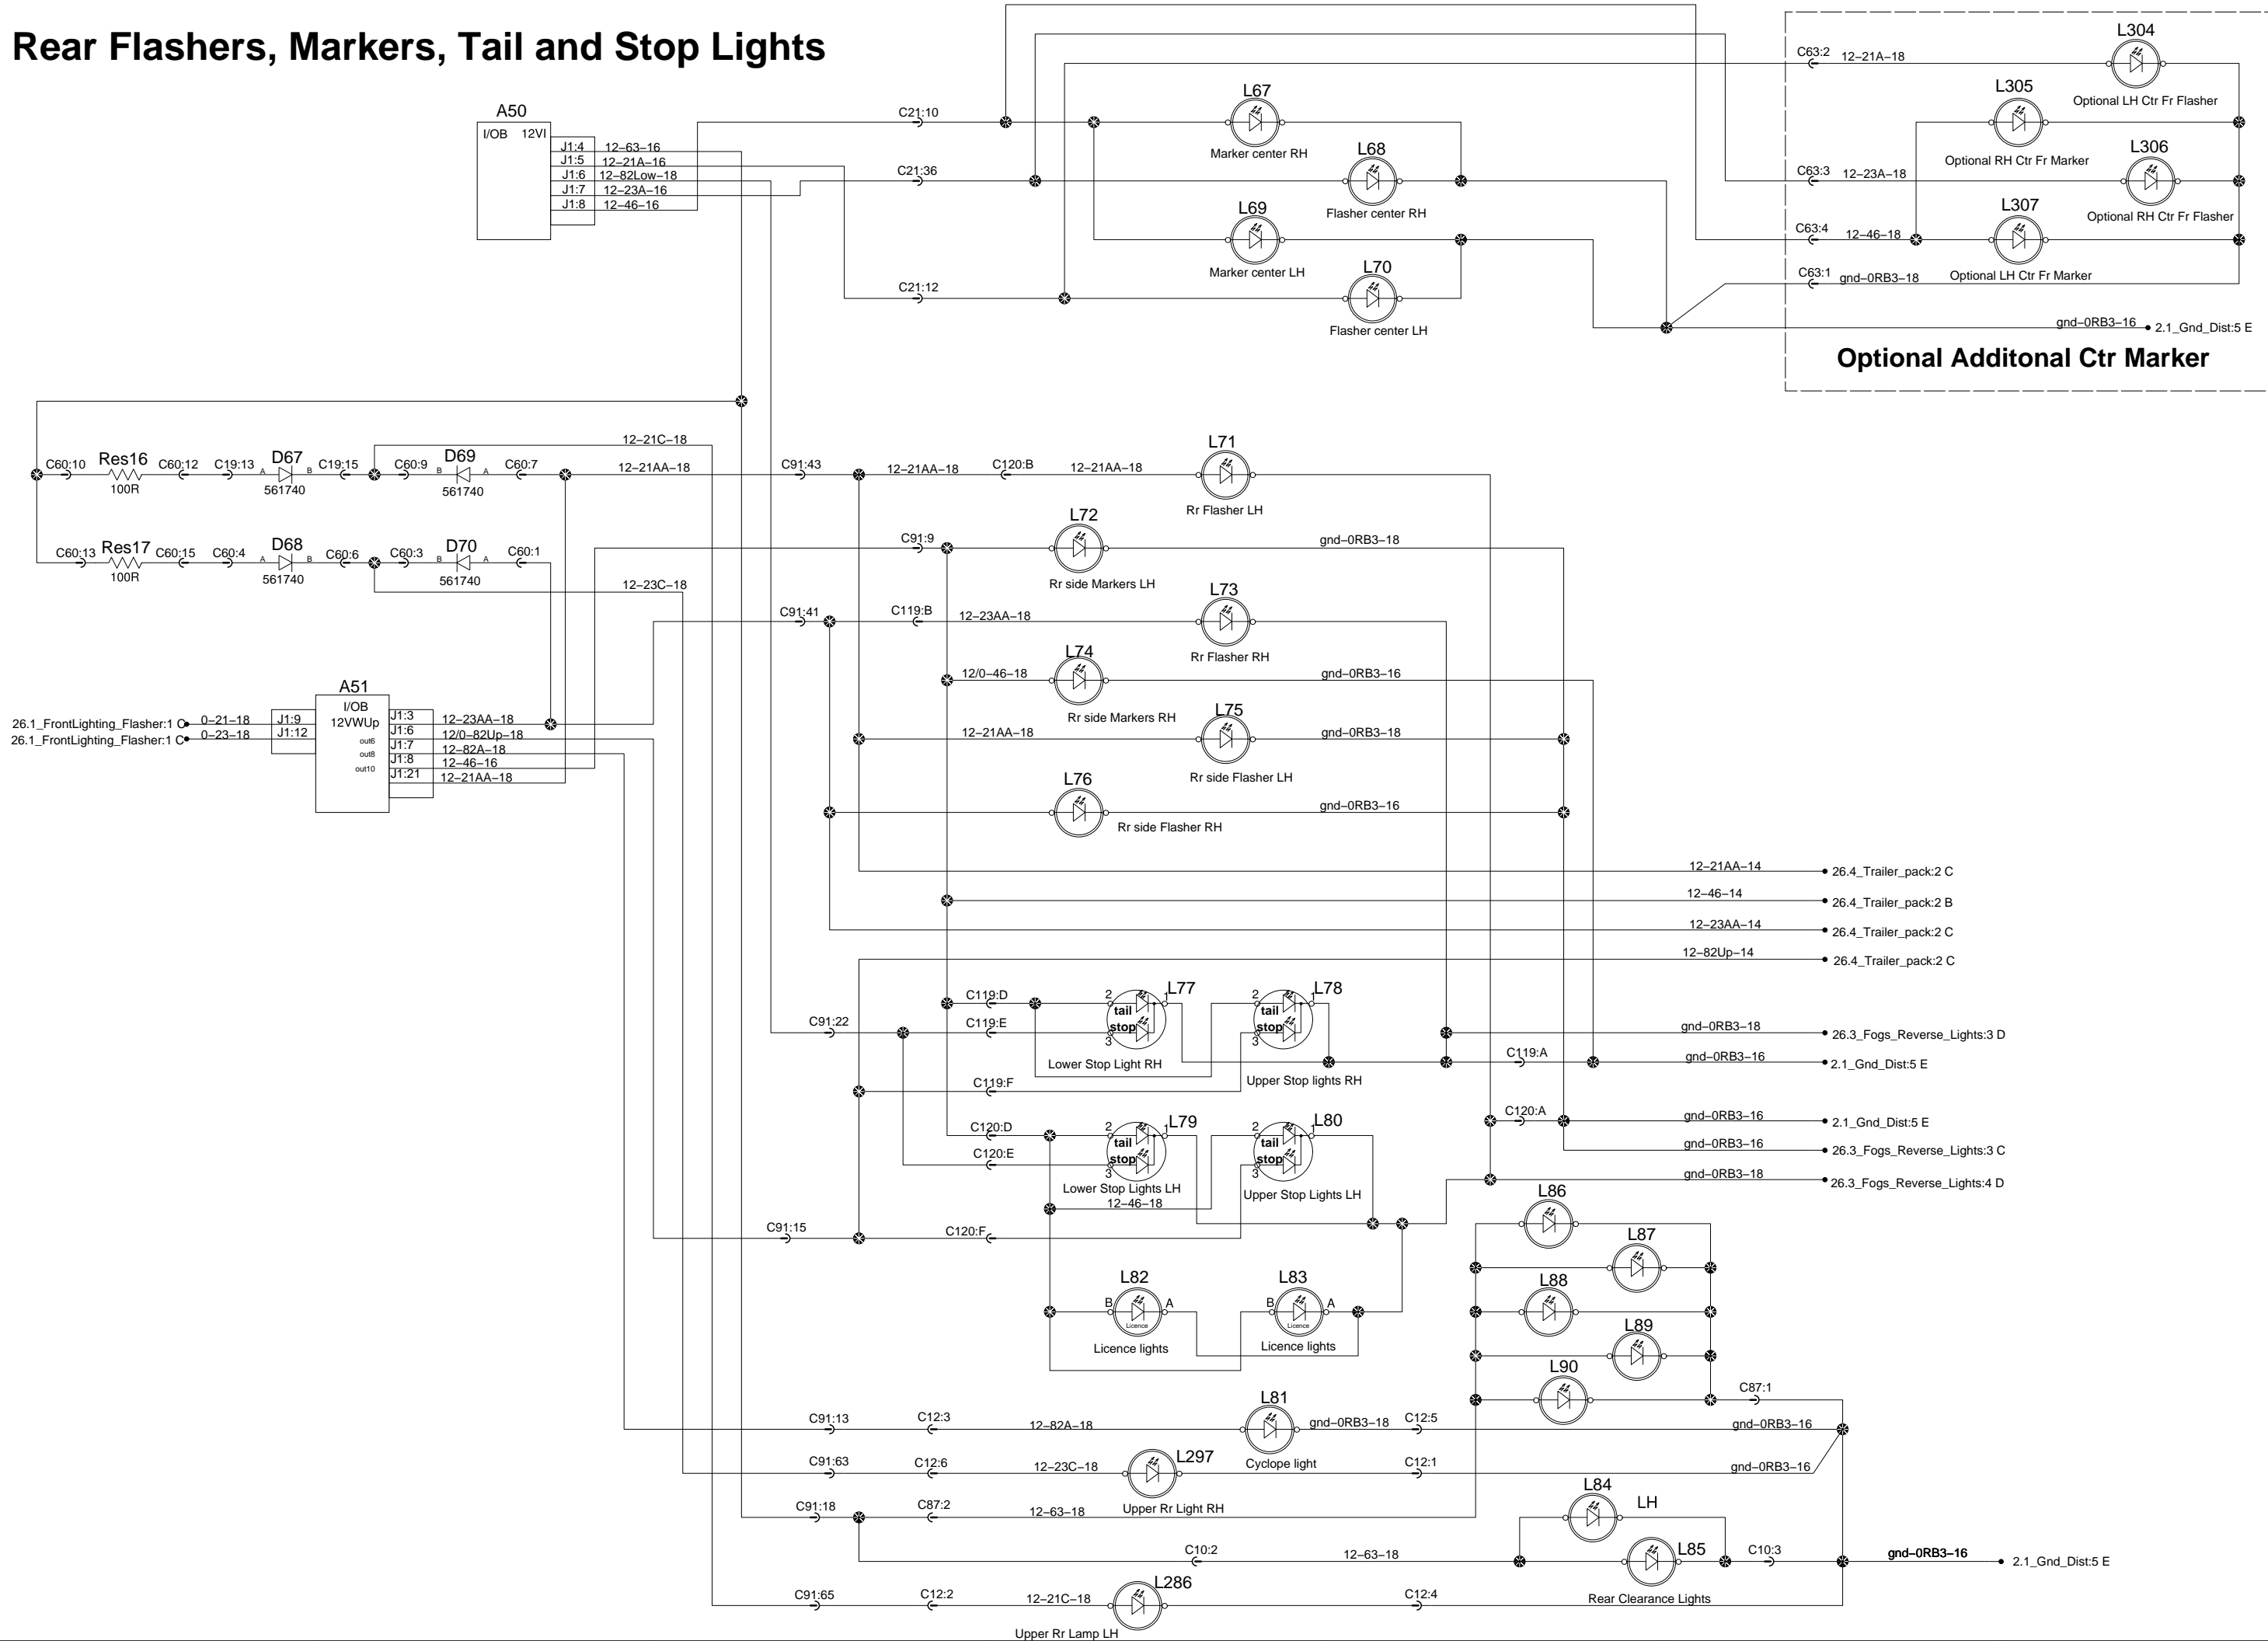 Rear Flashers, Markers, Tail and Stop Lights
A50
I/OB 12VI
J1:4 12–63–16
J1:5 12–21A–16
J1:6 12–82Low–18
J1:7 12–23A–16
J1:8 12–46–16
C21:10
C21:36
C21:12
L67
Marker center RH
L68
Flasher center RH
L69
Marker center LH
L70
Flasher center LH
C63:2 12–21A–18
L304
Optional LH Ctr Fr Flasher
L305
Optional RH Ctr Fr Marker
C63:3 12–23A–18
L306
Optional RH Ctr Fr Flasher
C63:4 12–46–18
L307
Optional LH Ctr Fr Marker
C63:1 gnd–0RB3–18
gnd–0RB3–16 2.1_Gnd_Dist:5 E
Optional Additonal Ctr Marker
12–21C–18
C60:10 Res16 C60:12 C19:13 A D67 B C19:15 C60:9 B D69 A C60:7 12–21AA–18 C91:43 12–21AA–18 C120:B 12–21AA–18 L71
100R 561740 561740
Rr Flasher LH
C60:13 Res17 C60:15 C60:4 A D68 B C60:6 C60:3 B D70 A C60:1 C91:9 L72 gnd–0RB3–18
100R 561740 561740
Rr side Markers LH
12–23C–18
C91:41 C119:B 12–23AA–18 L73
Rr Flasher RH
12/0–46–18 L74 gnd–0RB3–16
Rr side Markers RH
A51
I/OB
12VWUp
out6
out8
out10
26.1_FrontLighting_Flasher:1 C 0–21–18 J1:9
26.1_FrontLighting_Flasher:1 C 0–23–18 J1:12
J1:3 12–23AA–18
J1:6 12/0–82Up–18
J1:7 12–82A–18
J1:8 12–46–16
J1:21 12–21AA–18
12–21AA–18 L75 gnd–0RB3–18
Rr side Flasher LH
L76 gnd–0RB3–16
Rr side Flasher RH
12–21AA–14 26.4_Trailer_pack:2 C
12–46–14 26.4_Trailer_pack:2 B
12–23AA–14 26.4_Trailer_pack:2 C
12–82Up–14 26.4_Trailer_pack:2 C
C119:D 2 tail 1 L77 2 tail 1 L78
C91:22 C119:E stop 3 stop 3
gnd–0RB3–18 26.3_Fogs_Reverse_Lights:3 D
Lower Stop Light RH
C119:A gnd–0RB3–16 2.1_Gnd_Dist:5 E
C119:F Upper Stop lights RH
C120:D 2 tail 1 L79 2 tail 1 L80
C120:E stop 3 stop 3
C120:A gnd–0RB3–16 2.1_Gnd_Dist:5 E
gnd–0RB3–16 26.3_Fogs_Reverse_Lights:3 C
gnd–0RB3–18 26.3_Fogs_Reverse_Lights:4 D
Lower Stop Lights LH
Upper Stop Lights LH
12–46–18
C91:15 C120:F
L82
B A
Licence
Licence lights
L83
B A
Licence
Licence lights
L86
L87
L88
L89
L90
C87:1
C91:13 C12:3 12–82A–18 L81 gnd–0RB3–18 C12:5 gnd–0RB3–16
Cyclope light
C91:63 C12:6 12–23C–18 L297 C12:1 gnd–0RB3–16
Upper Rr Light RH
C91:18 C87:2 12–63–18
L84 LH
C10:2 12–63–18 L85 C10:3 gnd–0RB3–16 2.1_Gnd_Dist:5 E
Rear Clearance Lights
C91:65 C12:2 12–21C–18 L286 C12:4
Upper Rr Lamp LH